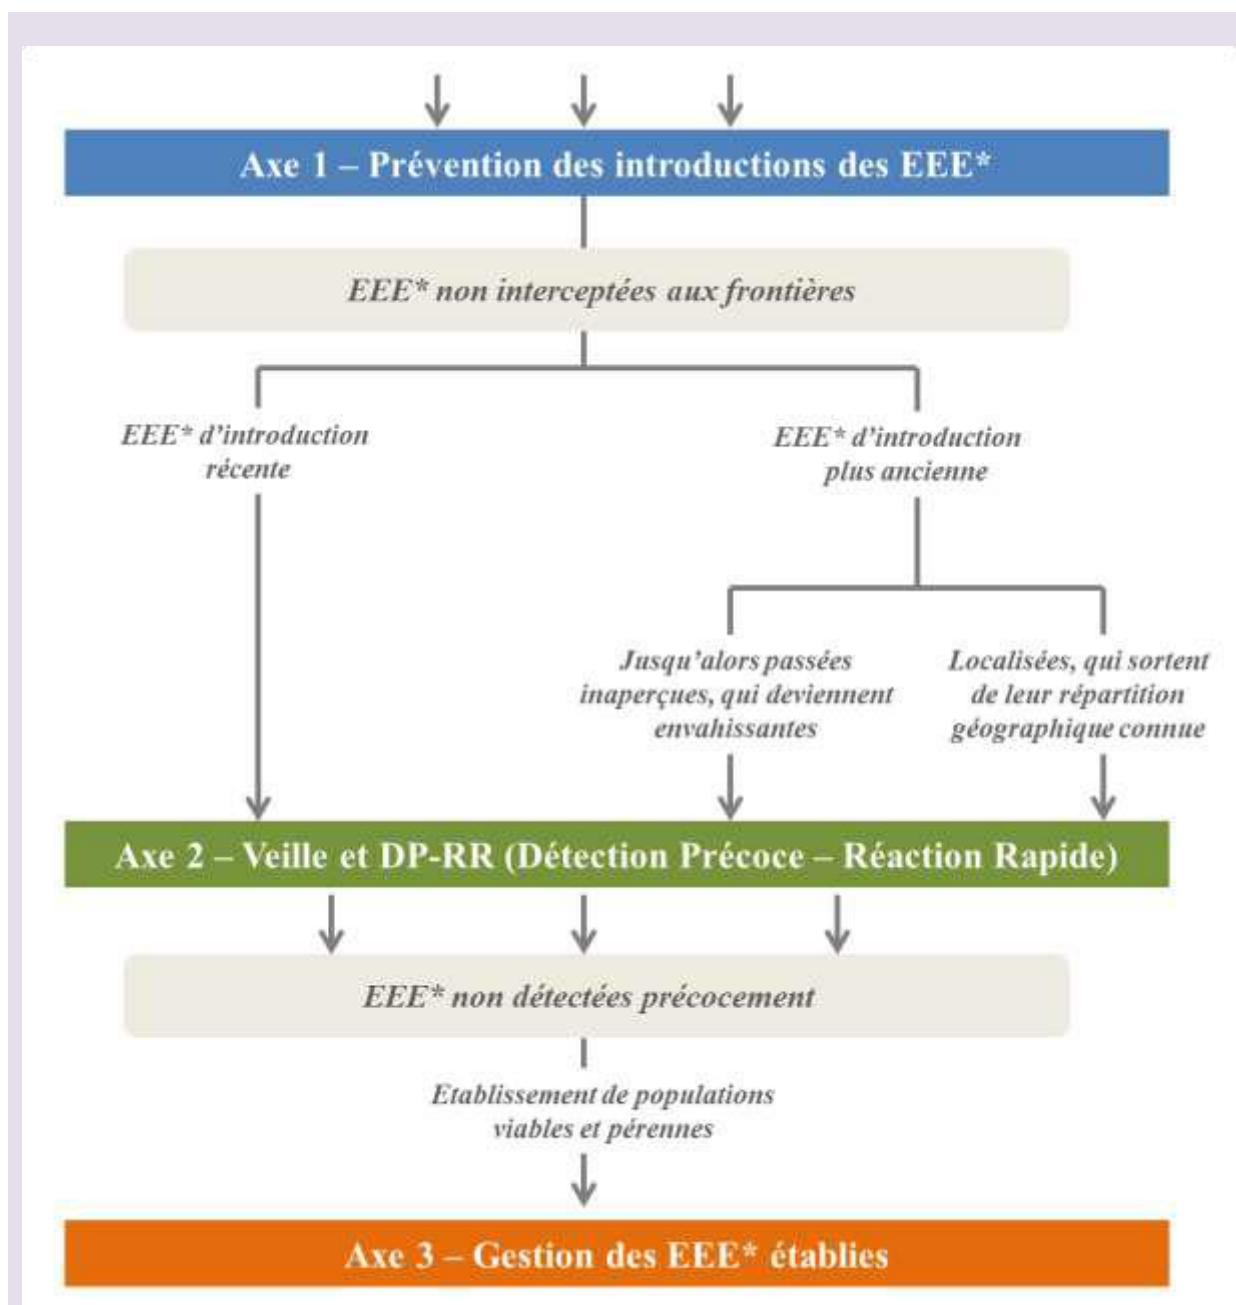 Axe 1 – Prévention des introductions des EEE*
EEE* non interceptées aux frontières
EEE* d’introduction
récente
EEE* d’introduction
plus ancienne
Jusqu’alors passées
inaperçues, qui deviennent
envahissantes
Localisées, qui sortent
de leur répartition
géographique connue
Axe 2 – Veille et DP-RR (Détection Précoce – Réaction Rapide)
EEE* non détectées précocement
Etablissement de populations
viables et pérennes
Axe 3 – Gestion des EEE* établies